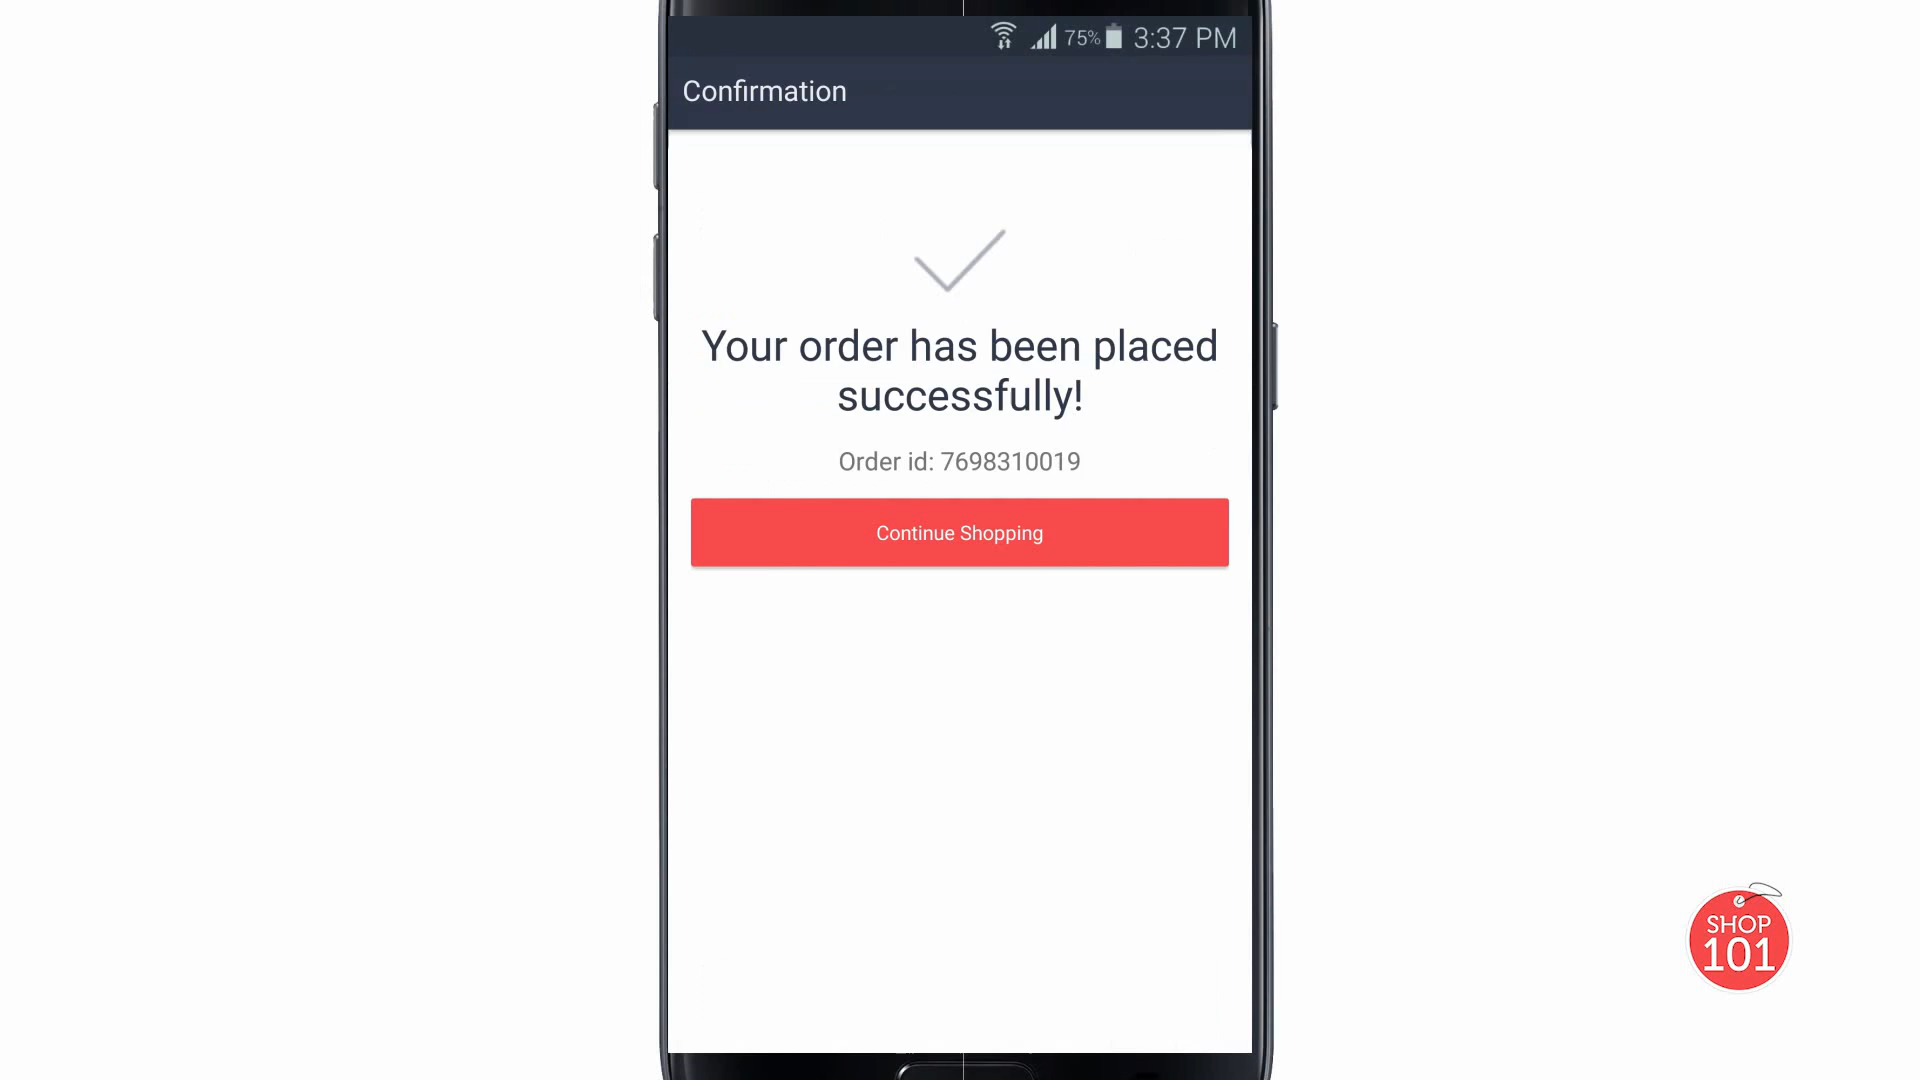 75% 3:37 PM
Confirmation
Your order has been placed
successfully!
Order id: 7698310019
Continue Shopping
SHOP
101